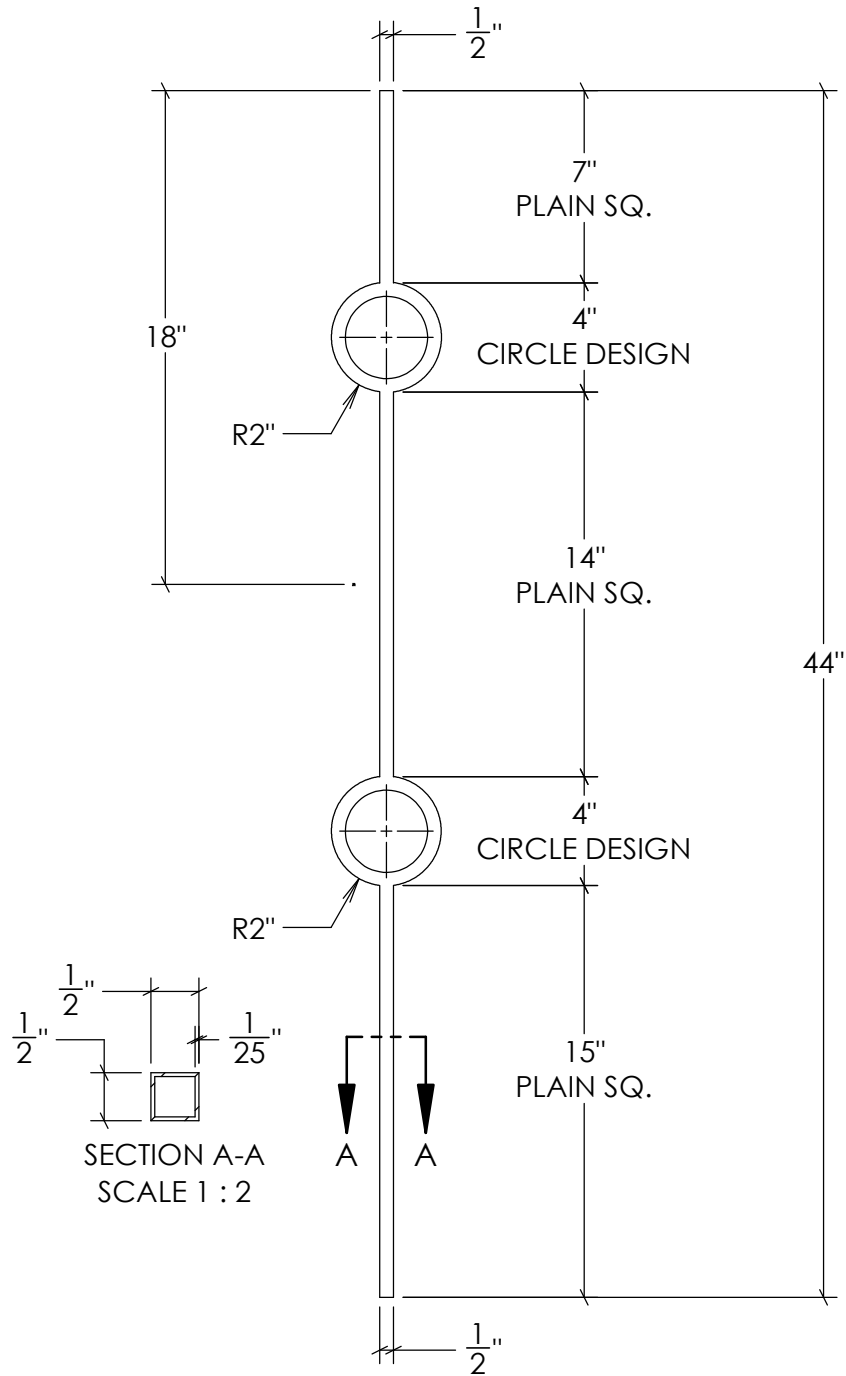 1/2"
7"
PLAIN SQ.
18"
4"
CIRCLE DESIGN
R2"
14"
PLAIN SQ.
44"
4"
CIRCLE DESIGN
R2"
1/2"
1/2"
1/25"
15"
PLAIN SQ.
SECTION A-A
SCALE 1 : 2
A A
1/2"